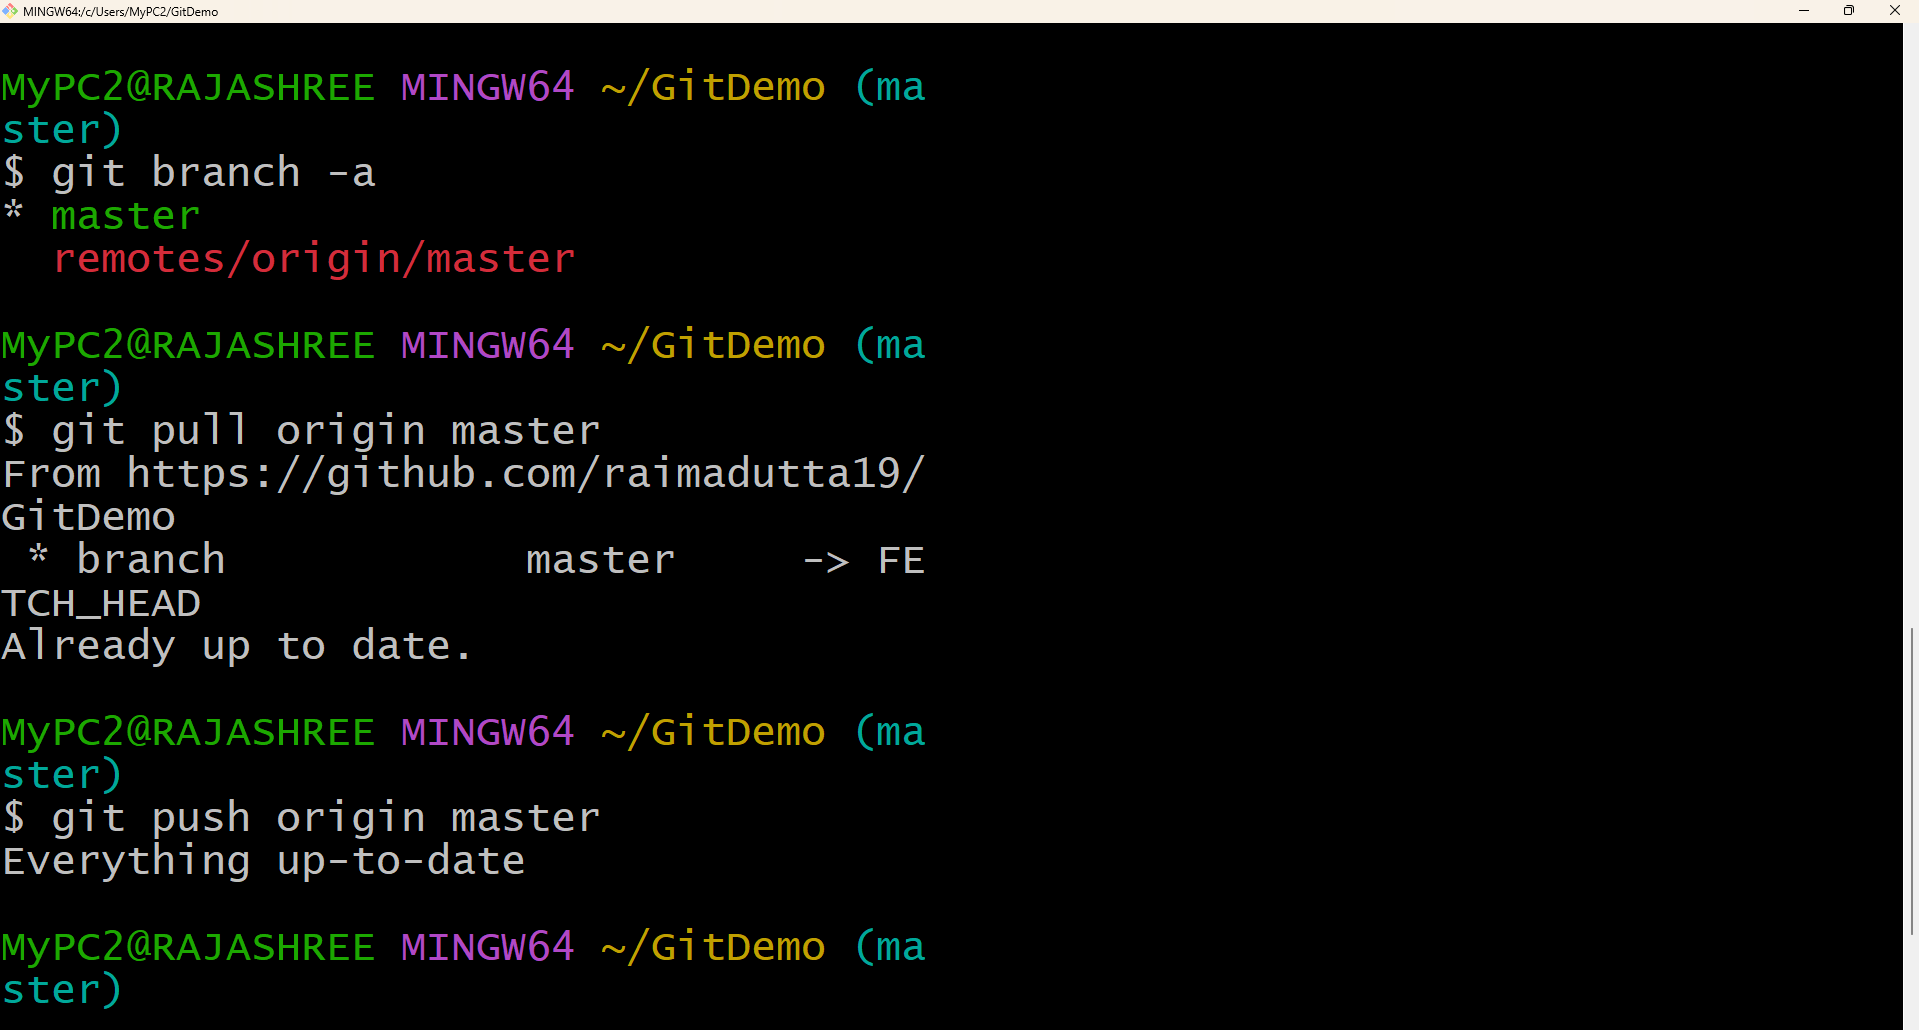 MINGW64:/c/Users/MyPC2/GitDemo
MyPC2@RAJASHREE MINGW64 ~/GitDemo (ma
ster)
$ git branch -a
* master
  remotes/origin/master
MyPC2@RAJASHREE MINGW64 ~/GitDemo (ma
ster)
$ git pull origin master
From https://github.com/raimadutta19/
GitDemo
 * branch            master     -> FE
TCH_HEAD
Already up to date.
MyPC2@RAJASHREE MINGW64 ~/GitDemo (ma
ster)
$ git push origin master
Everything up-to-date
MyPC2@RAJASHREE MINGW64 ~/GitDemo (ma
ster)